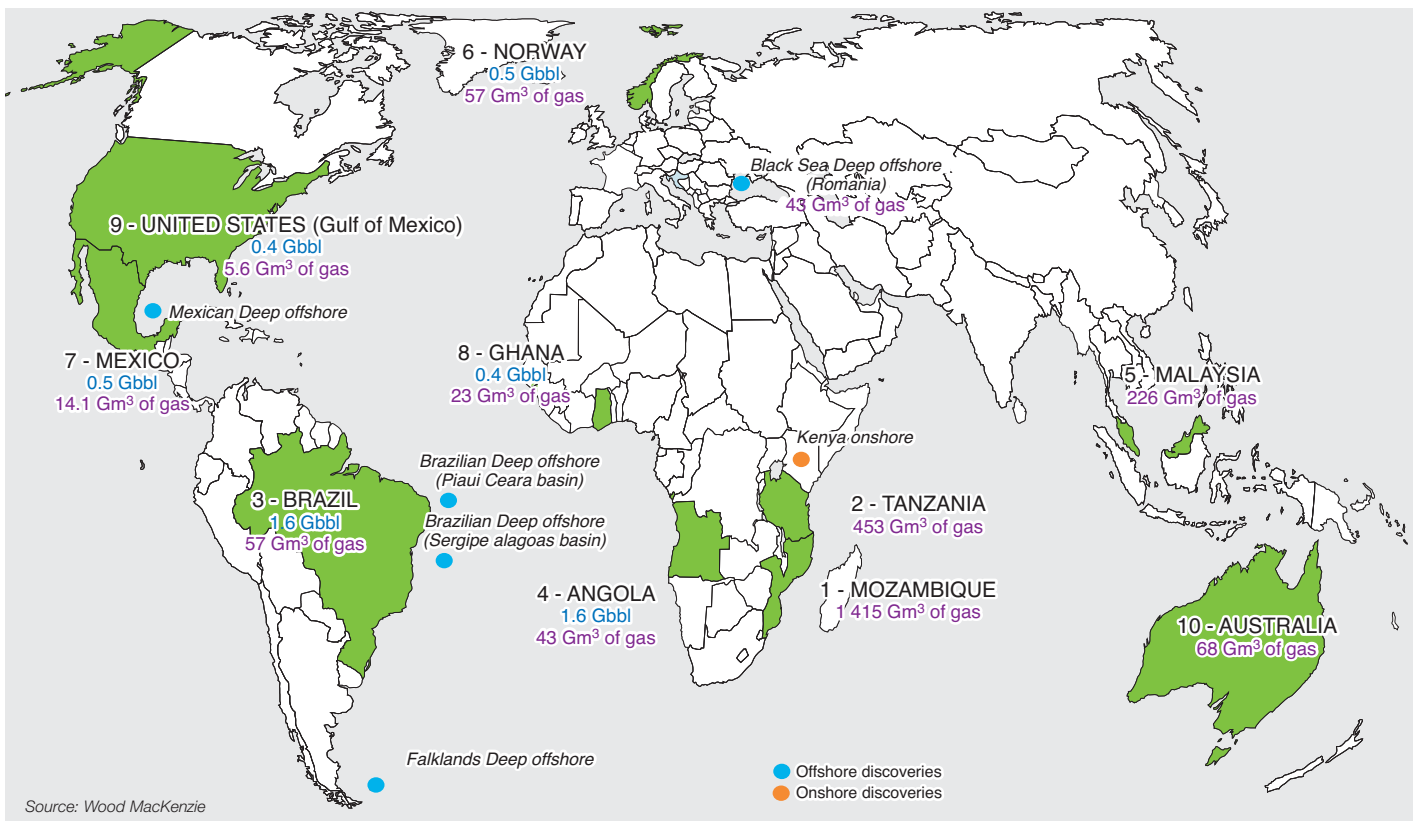 6 - NORWAY
0.5 Gbbl
57 Gm³ of gas
Black Sea Deep offshore
(Romania)
43 Gm³ of gas
9 - UNITED STATES (Gulf of Mexico)
0.4 Gbbl
5.6 Gm³ of gas
Mexican Deep offshore
7 - MEXICO
0.5 Gbbl
14.1 Gm³ of gas
8 - GHANA
0.4 Gbbl
23 Gm³ of gas
5 - MALAYSIA
226 Gm³ of gas
Kenya onshore
Brazilian Deep offshore
(Piaui Ceara basin)
3 - BRAZIL
1.6 Gbbl
57 Gm³ of gas
Brazilian Deep offshore
(Sergipe alagoas basin)
2 - TANZANIA
453 Gm³ of gas
4 - ANGOLA
1.6 Gbbl
43 Gm³ of gas
1 - MOZAMBIQUE
1 415 Gm³ of gas
10 - AUSTRALIA
68 Gm³ of gas
Falklands Deep offshore
Offshore discoveries
Onshore discoveries
Source: Wood MacKenzie